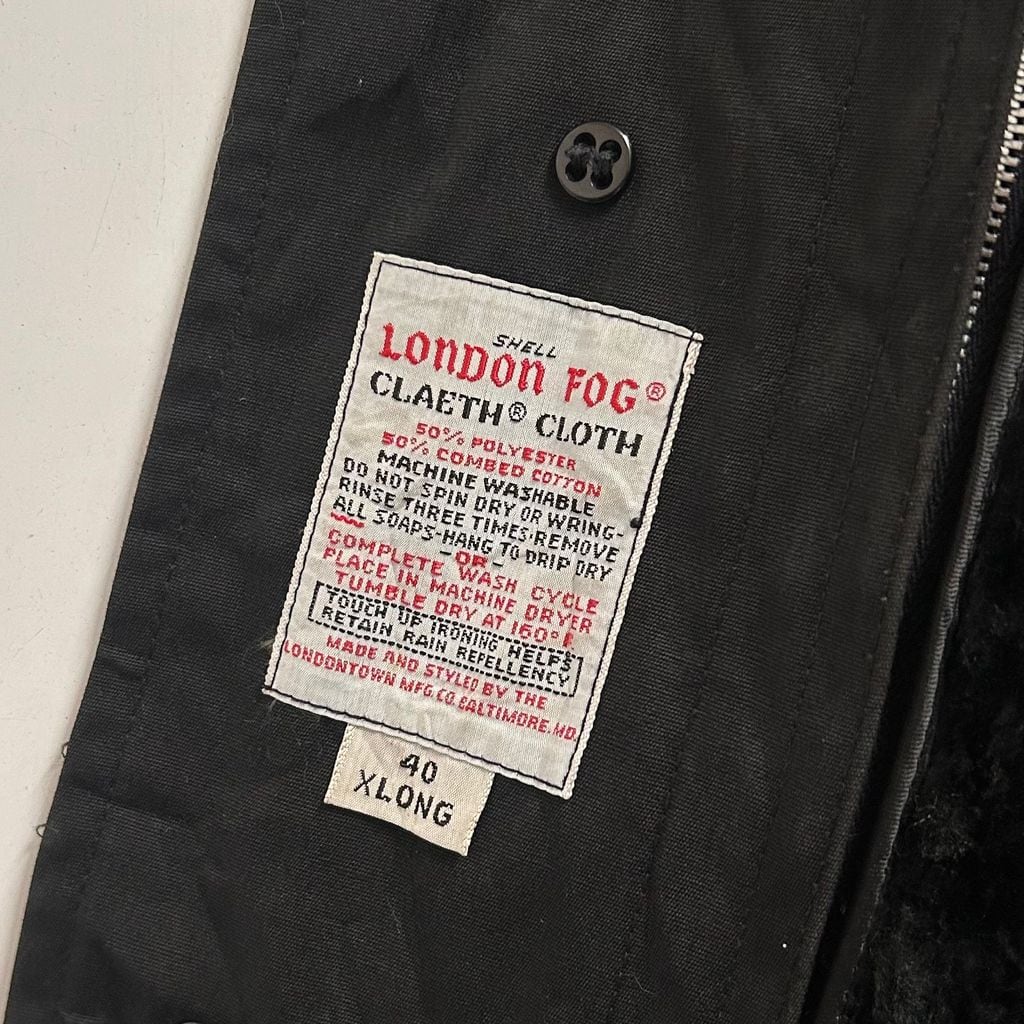 SHELL
LONDON FOG®
CLAETH® CLOTH
50% POLYESTER
50% COMBED COTTON
MACHINE WASHABLE
DO NOT SPIN DRY OR WRING-
RINSE THREE TIMES·REMOVE
ALL SOAPS-HANG TO DRIP DRY
-OR-
COMPLETE WASH CYCLE
PLACE IN MACHINE DRYER
TUMBLE DRY AT 160° F.
TOUCH UP IRONING HELPS
RETAIN RAIN REPELLENCY
MADE AND STYLED BY THE
LONDONTOWN MFG.CO.BALTIMORE.MD.
40
XLONG